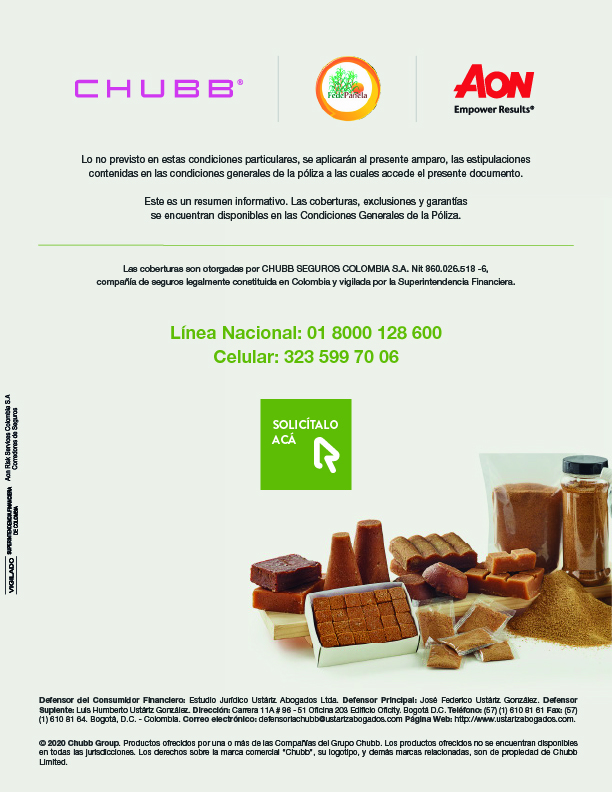 CHUBB®
FedePanela
AON
Empower Results®
Lo no previsto en estas condiciones particulares, se aplicarán al presente amparo, las estipulaciones
contenidas en las condiciones generales de la póliza a las cuales accede el presente documento.
Este es un resumen informativo. Las coberturas, exclusiones y garantías
se encuentran disponibles en las Condiciones Generales de la Póliza.
Las coberturas son otorgadas por CHUBB SEGUROS COLOMBIA S.A. Nit 860.026.518 -6,
compañía de seguros legalmente constituida en Colombia y vigilada por la Superintendencia Financiera.
Línea Nacional: 01 8000 128 600
Celular: 323 599 70 06
SOLICÍTALO
ACÁ
Aon Risk Services Colombia S.A
Corredores de Seguros
VIGILADO SUPERINTENDENCIA FINANCIERA
DE COLOMBIA
Defensor del Consumidor Financiero: Estudio Jurídico Ustáriz Abogados Ltda. Defensor Principal: José Federico Ustáriz González. Defensor
Suplente: Luis Humberto Ustáriz González. Dirección: Carrera 11A # 96 - 51 Oficina 203 Edificio Oficity. Bogotá D.C. Teléfono: (57) (1) 610 81 61 Fax: (57)
(1) 610 81 64. Bogotá, D.C. - Colombia. Correo electrónico: defensoriachubb@ustarizabogados.com Página Web: http://www.ustarizabogados.com.
© 2020 Chubb Group. Productos ofrecidos por una o más de las Compañías del Grupo Chubb. Los productos ofrecidos no se encuentran disponibles
en todas las jurisdicciones. Los derechos sobre la marca comercial "Chubb", su logotipo, y demás marcas relacionadas, son de propiedad de Chubb
Limited.